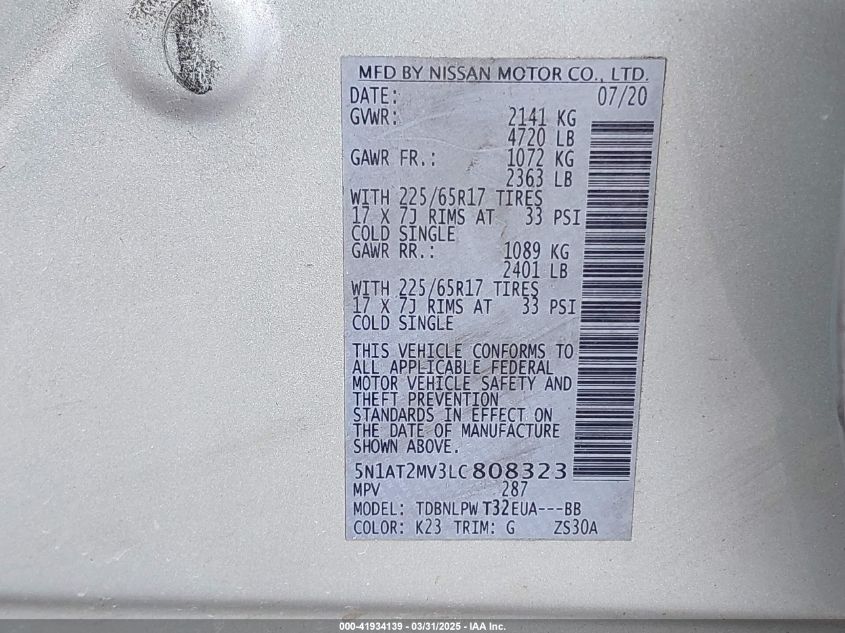 MFD BY NISSAN MOTOR CO., LTD.
DATE: 07/20
GVWR: 2141 KG
4720 LB
GAWR FR.: 1072 KG
2363 LB
WITH 225/65R17 TIRES
17 X 7J RIMS AT 33 PSI
COLD SINGLE
GAWR RR.: 1089 KG
2401 LB
WITH 225/65R17 TIRES
17 X 7J RIMS AT 33 PSI
COLD SINGLE
THIS VEHICLE CONFORMS TO
ALL APPLICABLE FEDERAL
MOTOR VEHICLE SAFETY AND
THEFT PREVENTION
STANDARDS IN EFFECT ON
THE DATE OF MANUFACTURE
SHOWN ABOVE.
5N1AT2MV3LC808323
MPV 287
MODEL: TDBNLPW T32EUA---BB
COLOR: K23 TRIM: G ZS30A
000-41934139 - 03/31/2025 - IAA Inc.